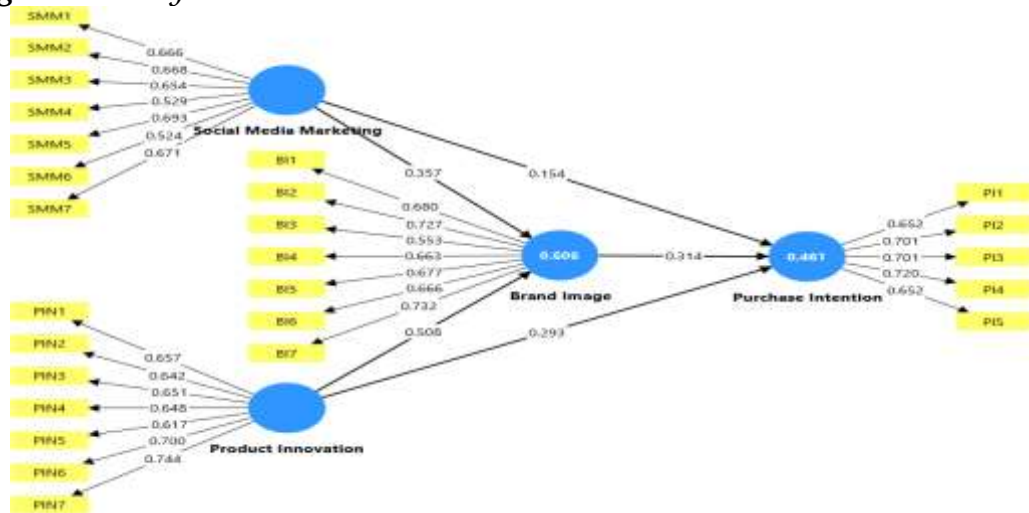 SMM1
SMM2
SMM3
SMM4
SMM5
SMM6
SMM7
0.666
0.668
0.654
0.529
0.693
0.524
0.671
Social Media Marketing
BI1
BI2
BI3
BI4
BI5
BI6
BI7
0.680
0.727
0.553
0.663
0.677
0.666
0.732
0.357
0.154
0.606
Brand Image
0.314
0.461
Purchase Intention
0.652
0.701
0.701
0.720
0.652
PI1
PI2
PI3
PI4
PI5
PIN1
PIN2
PIN3
PIN4
PIN5
PIN6
PIN7
0.657
0.642
0.651
0.648
0.617
0.700
0.744
Product Innovation
0.508
0.293